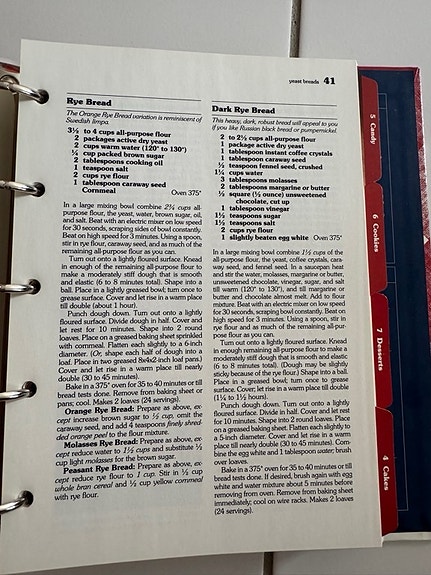 yeast breads 41
Rye Bread
The Orange Rye Bread variation is reminiscent of
Swedish limpa.
3½ to 4 cups all-purpose flour
2 packages active dry yeast
2 cups warm water (120° to 130°)
¼ cup packed brown sugar
2 tablespoons cooking oil
1 teaspoon salt
2 cups rye flour
1 tablespoon caraway seed
Cornmeal Oven 375°
In a large mixing bowl combine 2¾ cups all-
purpose flour, the yeast, water, brown sugar, oil,
and salt. Beat with an electric mixer on low speed
for 30 seconds, scraping sides of bowl constantly.
Beat on high speed for 3 minutes. Using a spoon,
stir in rye flour, caraway seed, and as much of the
remaining all-purpose flour as you can.
Turn out onto a lightly floured surface. Knead
in enough of the remaining all-purpose flour to
make a moderately stiff dough that is smooth and
elastic (6 to 8 minutes total). Shape into a
ball. Place in a lightly greased bowl; turn once to
grease surface. Cover and let rise in a warm place
till double (about 1 hour).
Punch dough down. Turn out onto a lightly
floured surface. Divide dough in half. Cover and
let rest for 10 minutes. Shape into 2 round
loaves. Place on a greased baking sheet sprinkled
with cornmeal. Flatten each slightly to a 6-inch
diameter. (Or, shape each half of dough into a
loaf. Place in two greased 8x4x2-inch loaf pans.)
Cover and let rise in a warm place till nearly
double (30 to 45 minutes).
Bake in a 375° oven for 35 to 40 minutes or till
bread tests done. Remove from baking sheet or
pans; cool. Makes 2 loaves (24 servings).
Orange Rye Bread: Prepare as above, ex-
cept increase brown sugar to ½ cup, omit the
caraway seed, and add 4 teaspoons finely shred-
ded orange peel to the flour mixture.
Molasses Rye Bread: Prepare as above, ex-
cept reduce water to 1½ cups and substitute ½
cup light molasses for the brown sugar.
Peasant Rye Bread: Prepare as above, ex-
cept reduce rye flour to 1 cup. Stir in ½ cup
whole bran cereal and ½ cup yellow cornmeal
with rye flour.
Dark Rye Bread
This heavy, dark, robust bread will appeal to you
if you like Russian black bread or pumpernickel.
2 to 2½ cups all-purpose flour
1 package active dry yeast
1 tablespoon instant coffee crystals
1 tablespoon caraway seed
½ teaspoon fennel seed, crushed
1¼ cups water
3 tablespoons molasses
2 tablespoons margarine or butter
½ square (½ ounce) unsweetened
chocolate, cut up
1 tablespoon vinegar
1½ teaspoons sugar
1½ teaspoons salt
2 cups rye flour
1 slightly beaten egg white Oven 375°
In a large mixing bowl combine 1½ cups of the
all-purpose flour, the yeast, coffee crystals, cara-
way seed, and fennel seed. In a saucepan heat
and stir the water, molasses, margarine or butter,
unsweetened chocolate, vinegar, sugar, and salt
till warm (120° to 130°), and till margarine or
butter and chocolate almost melt. Add to flour
mixture. Beat with electric mixer on low speed for
30 seconds, scraping bowl constantly. Beat on
high speed for 3 minutes. Using a spoon, stir in
rye flour and as much of the remaining all-pur-
pose flour as you can.
Turn out onto a lightly floured surface. Knead
in enough remaining all-purpose flour to make a
moderately stiff dough that is smooth and elastic
(6 to 8 minutes total). (Dough may be slightly
sticky because of the rye flour.) Shape into a ball.
Place in a greased bowl; turn once to grease
surface. Cover; let rise in a warm place till double
(1¼ to 1½ hours).
Punch dough down. Turn out onto a lightly
floured surface. Divide in half. Cover and let rest
for 10 minutes. Shape into 2 round loaves. Place
on a greased baking sheet. Flatten each slightly to
a 5-inch diameter. Cover and let rise in a warm
place till nearly double (30 to 45 minutes). Com-
bine the egg white and 1 tablespoon water; brush
over loaves.
Bake in a 375° oven for 35 to 40 minutes or till
bread tests done. If desired, brush again with egg
white and water mixture about 5 minutes before
removing from oven. Remove from baking sheet
immediately; cool on wire racks. Makes 2 loaves
(24 servings).
5 Candy
6 Cookies
7 Desserts
4 Cakes